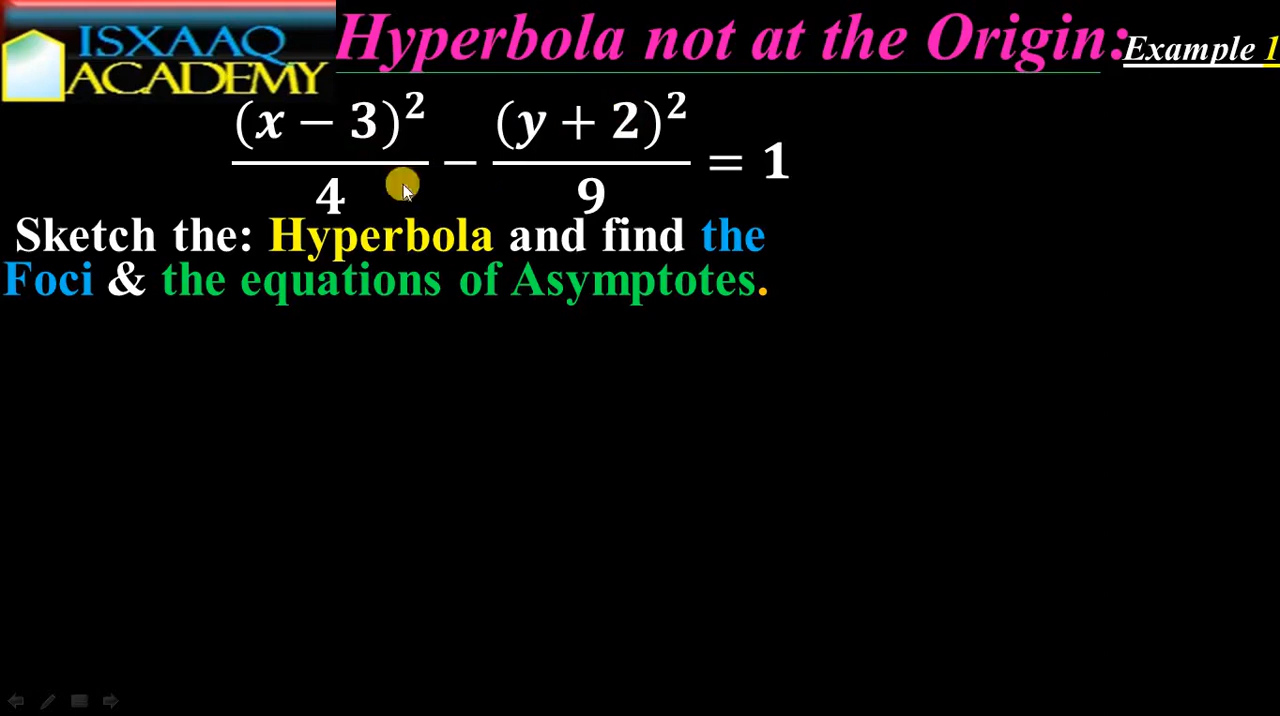 ISXAAQ
ACADEMY
Hyperbola not at the Origin: Example 1
(x − 3)² / 4 − (y + 2)² / 9 = 1
Sketch the: Hyperbola and find the
Foci & the equations of Asymptotes.